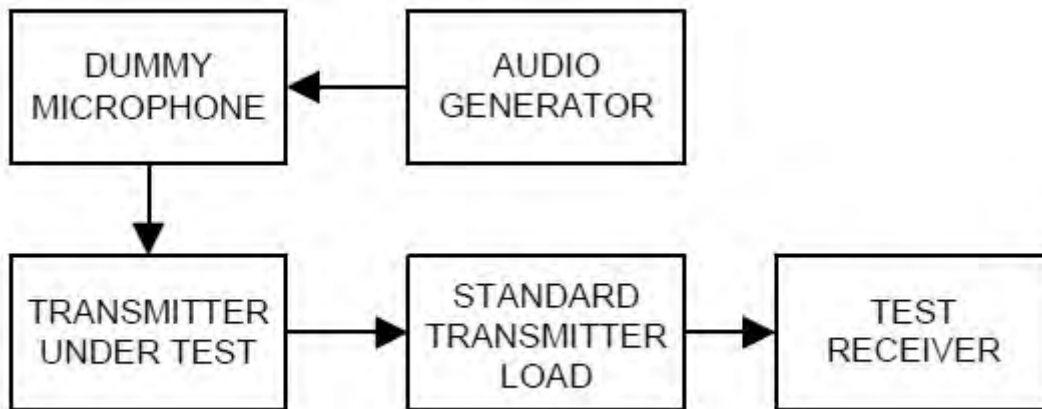 DUMMY
MICROPHONE
AUDIO
GENERATOR
TRANSMITTER
UNDER TEST
STANDARD
TRANSMITTER
LOAD
TEST
RECEIVER